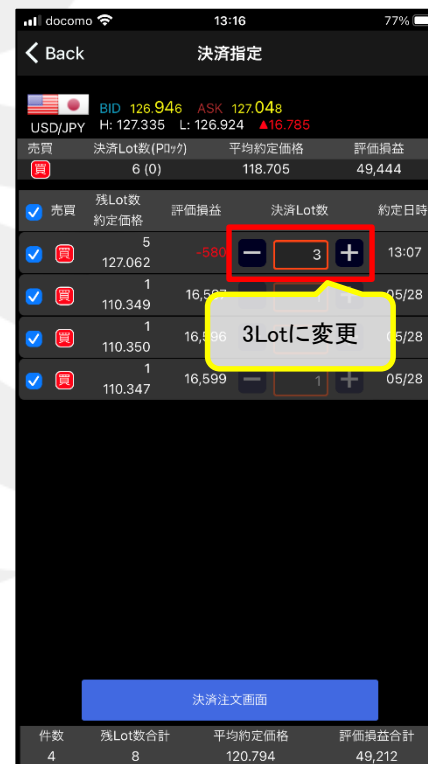 docomo 13:16 77%
Back 決済指定
BID 126.946 ASK 127.048
USD/JPY H: 127.335 L: 126.924 ▲16.785
売買 決済Lot数(Pロック) 平均約定価格 評価損益
買 6 (0) 118.705 49,444
売買 残Lot数 評価損益 決済Lot数 約定日時
約定価格
買 5 -580 − 3 + 13:07
127.062
買 1 05/28
110.349
3Lotに変更
買 1 05/28
110.350
買 1 16,599 − 1 + 05/28
110.347
決済注文画面
件数 残Lot数合計 平均約定価格 評価損益合計
4 8 120.794 49,212